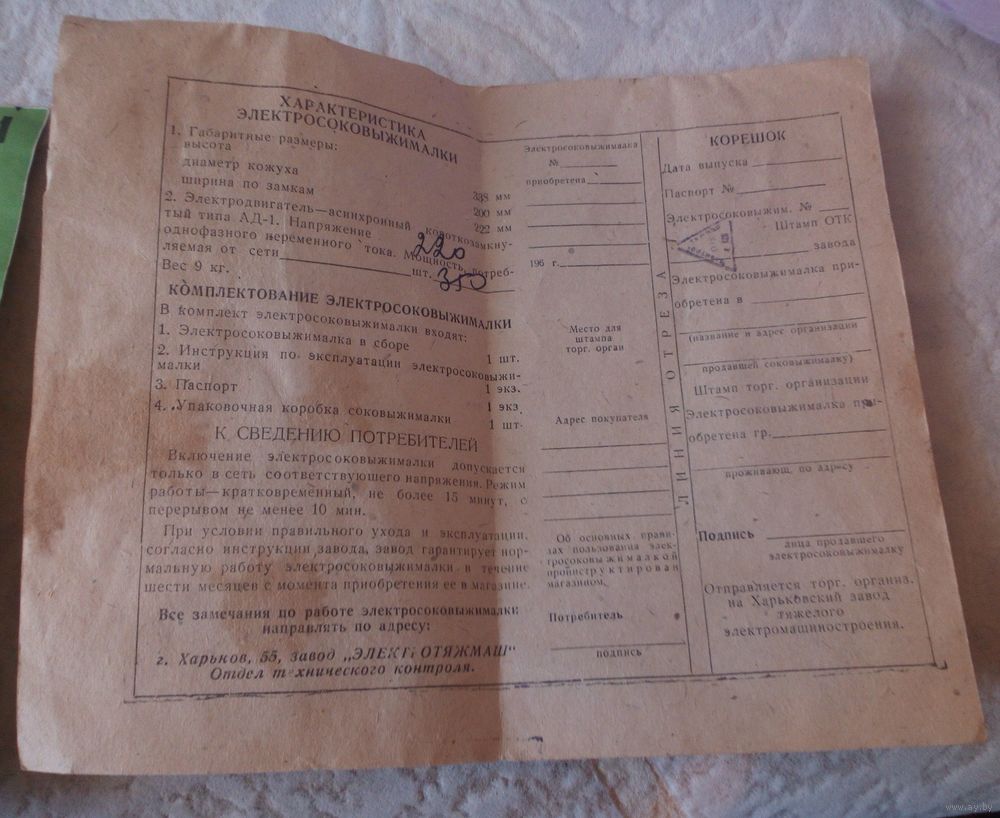 ХАРАКТЕРИСТИКА
ЭЛЕКТРОСОКОВЫЖИМАЛКИ
1. Габаритные размеры:
высота 338 мм
диаметр кожуха 200 мм
ширина по замкам 222 мм
2. Электродвигатель—асинхронный короткозамкну-
тый типа АД-1. Напряжение 220
однофазного переменного тока. Мощность, потреб-
ляемая от сети 350
Вес 9 кг. шт.
КОМПЛЕКТОВАНИЕ ЭЛЕКТРОСОКОВЫЖИМАЛКИ
В комплект электросоковыжималки входят:
1. Электросоковыжималка в сборе 1 шт.
2. Инструкция по эксплуатации электросоковыжи-
малки 1 экз.
3. Паспорт 1 экз
4. Упаковочная коробка соковыжималки 1 шт.
К СВЕДЕНИЮ ПОТРЕБИТЕЛЕЙ
Включение электросоковыжималки допускается
только в сеть соответствующего напряжения. Режим
работы—кратковременный, не более 15 минут, с
перерывом не менее 10 мин.
При условии правильного ухода и эксплуатации,
согласно инструкции завода, завод гарантирует нор-
мальную работу электросоковыжималки в течение
шести месяцев с момента приобретения ее в магазине.
Все замечания по работе электросоковыжималки
направлять по адресу:
г. Харьков, 55, завод „ЭЛЕКТ ОТЯЖМАШ"
Отдел технического контроля.
Электросоковыжималка
№
приобретена
196 г.
Место для
штампа
торг. орган
Адрес покупателя
Об основных прави-
лах пользования элек-
тросоковыжималкой
проинструктирован
магазином.
Потребитель
подпись
ЛИНИЯ ОТРЕЗА
КОРЕШОК
Дата выпуска
Паспорт №
Электросоковыжим. №
Штамп ОТК
завода
Электросоковыжималка при-
обретена в
(название и адрес организации
продавшей соковыжималку)
Штамп торг. организации
Электросоковыжималка при-
обретена гр.
проживающ. по адресу
Подпись
лица продавшего
электросоковыжималку
Отправляется торг. организ.
на Харьковский завод
тяжелого
электромашиностроения.
www.ay.by